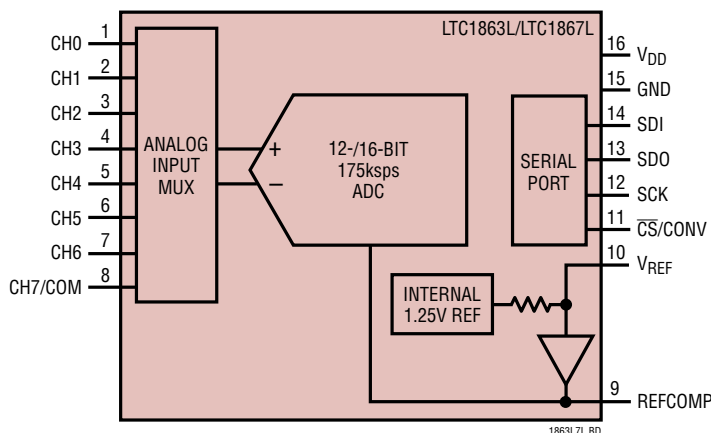 LTC1863L/LTC1867L
CH0 1
CH1 2
CH2 3
CH3 4
CH4 5
CH5 6
CH6 7
CH7/COM 8
ANALOG
INPUT
MUX
+
–
12-/16-BIT
175ksps
ADC
SERIAL
PORT
INTERNAL
1.25V REF
16 VDD
15 GND
14 SDI
13 SDO
12 SCK
11 C̅S̅/CONV
10 VREF
9 REFCOMP
1863L7L BD